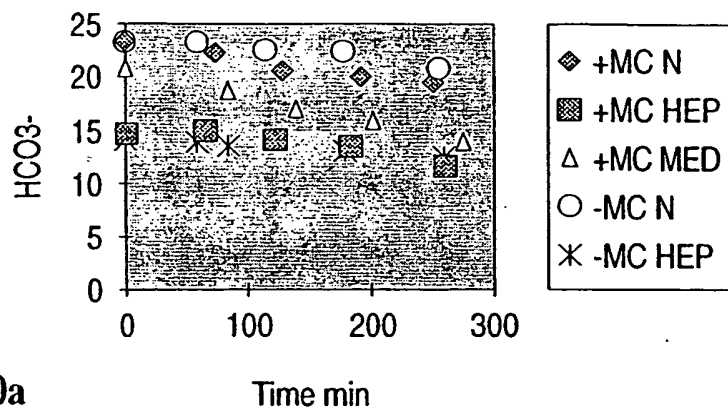 25
20
15
10
5
0
HCO3-
0 100 200 300
Time min
+MC N
+MC HEP
+MC MED
-MC N
-MC HEP